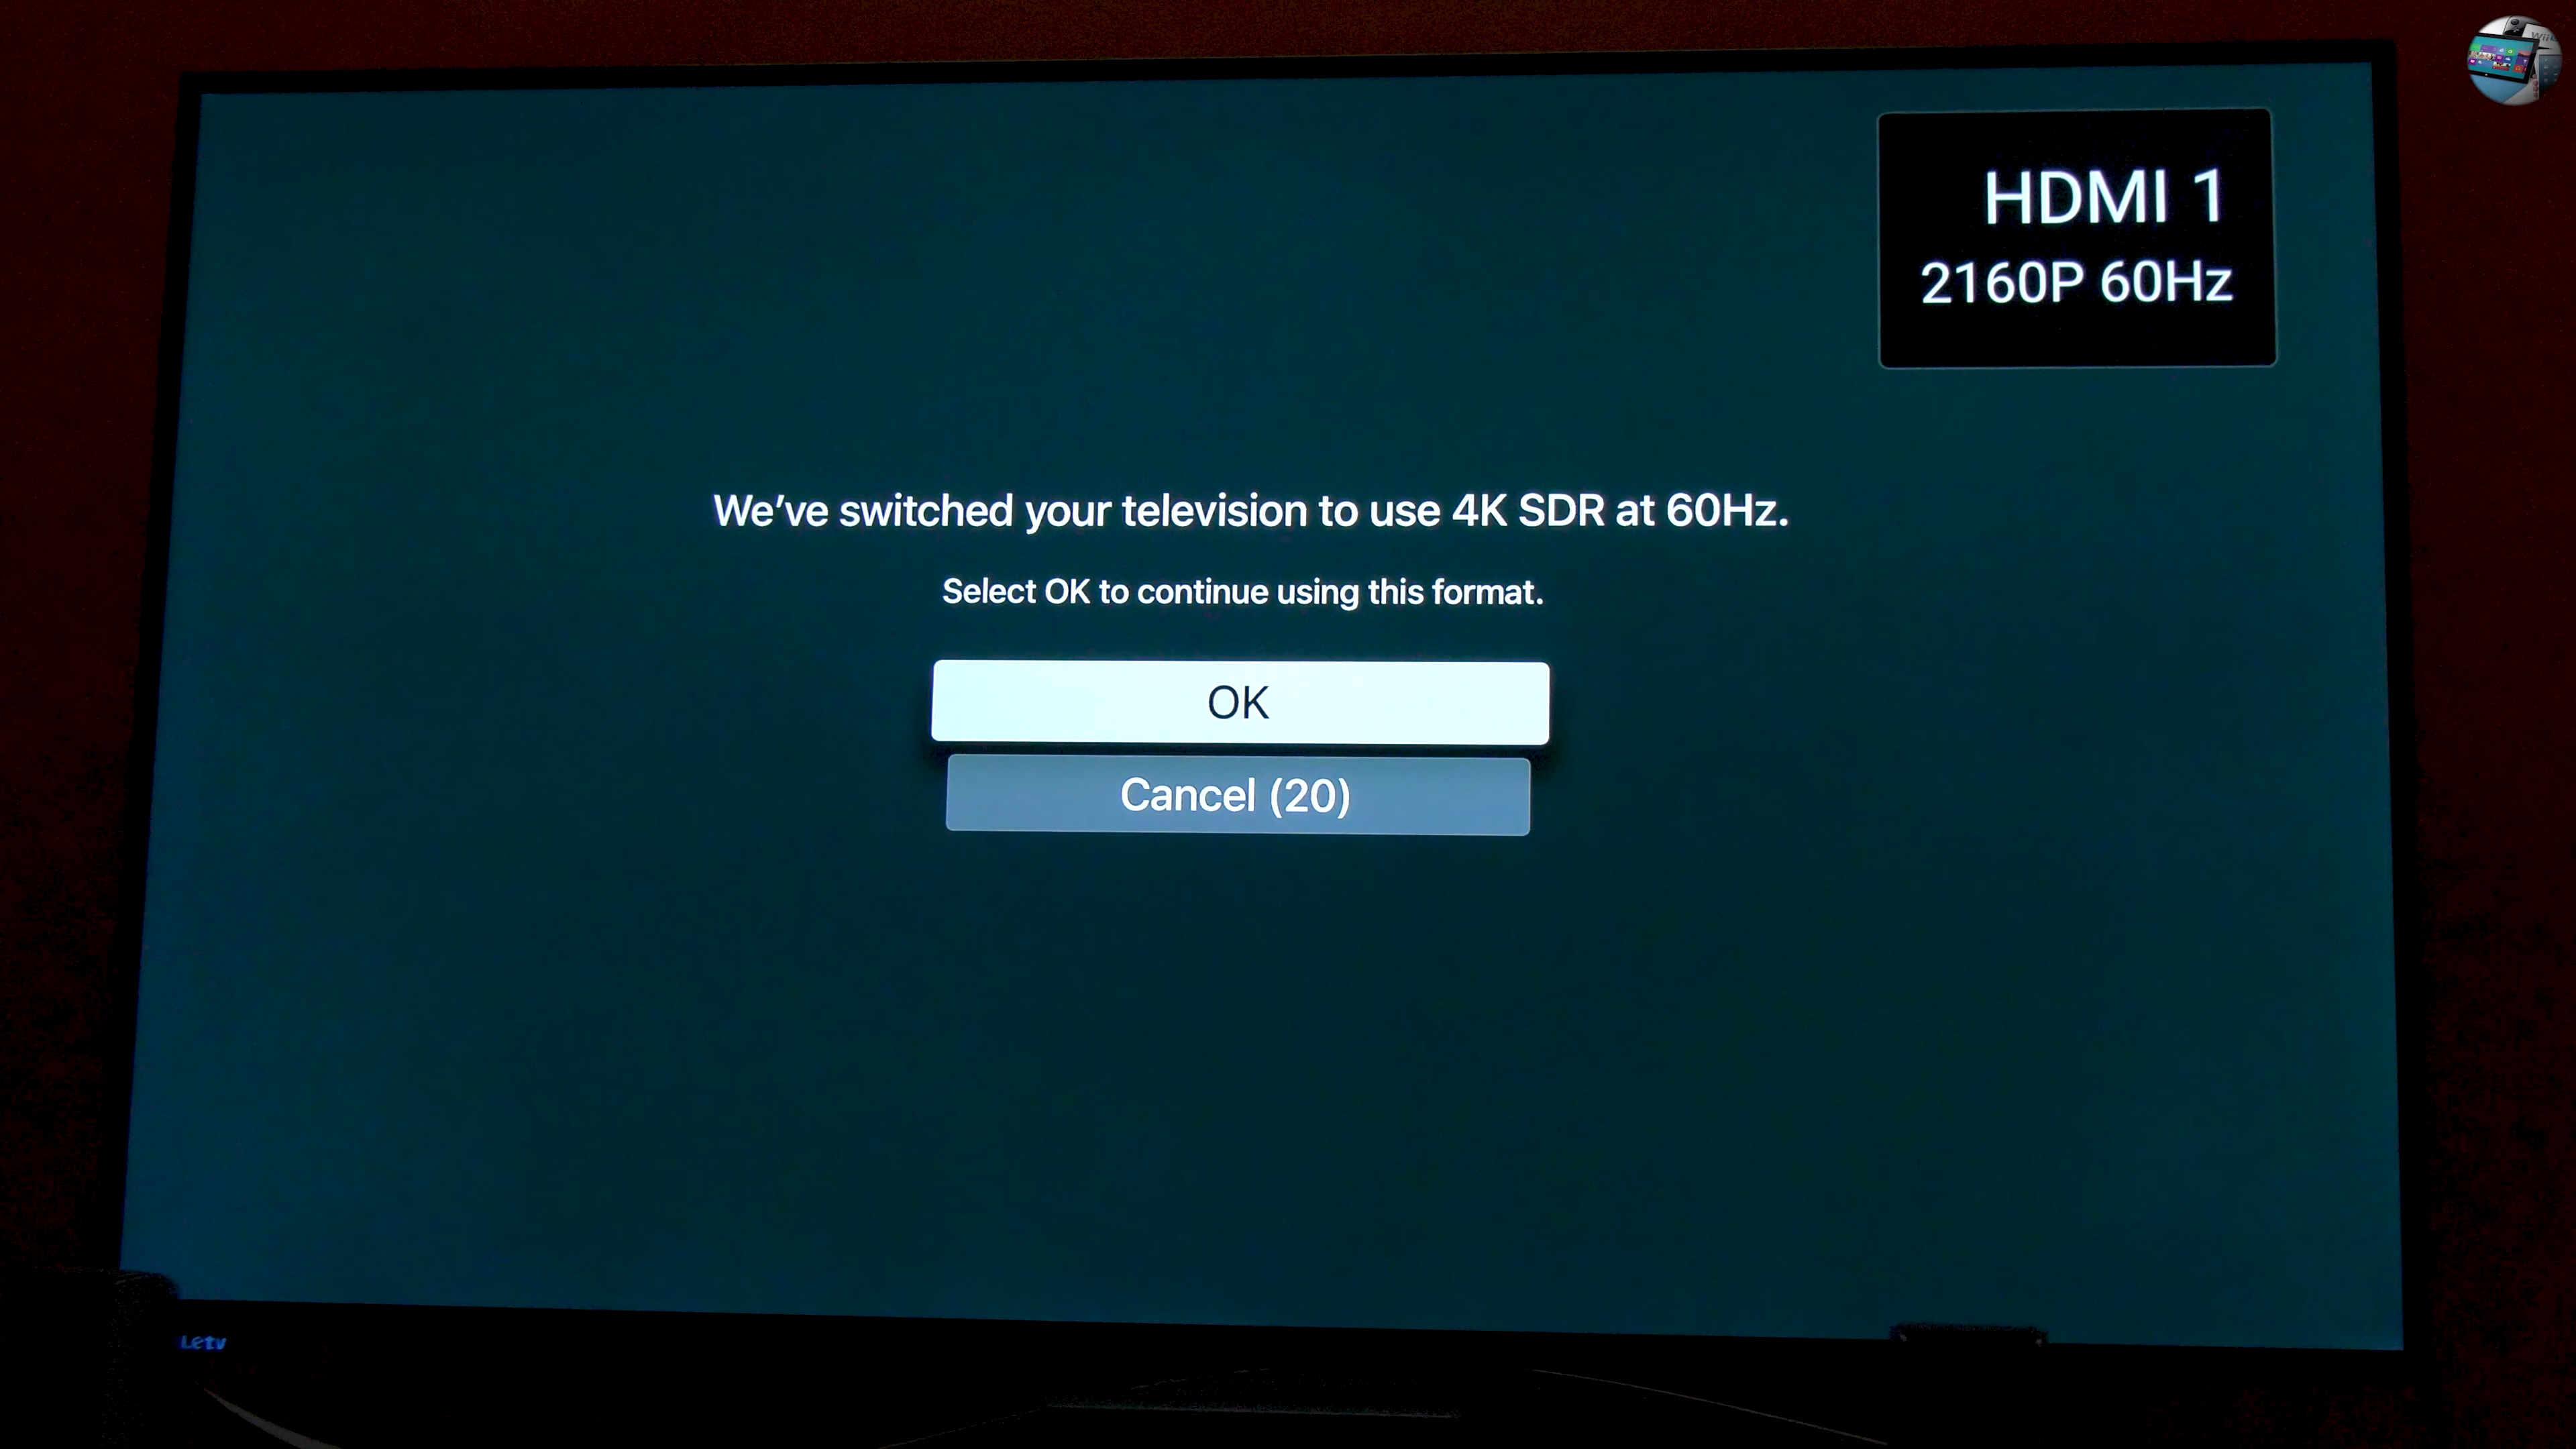 HDMI 1
2160P 60Hz
We've switched your television to use 4K SDR at 60Hz.
Select OK to continue using this format.
OK
Cancel (20)
Letv